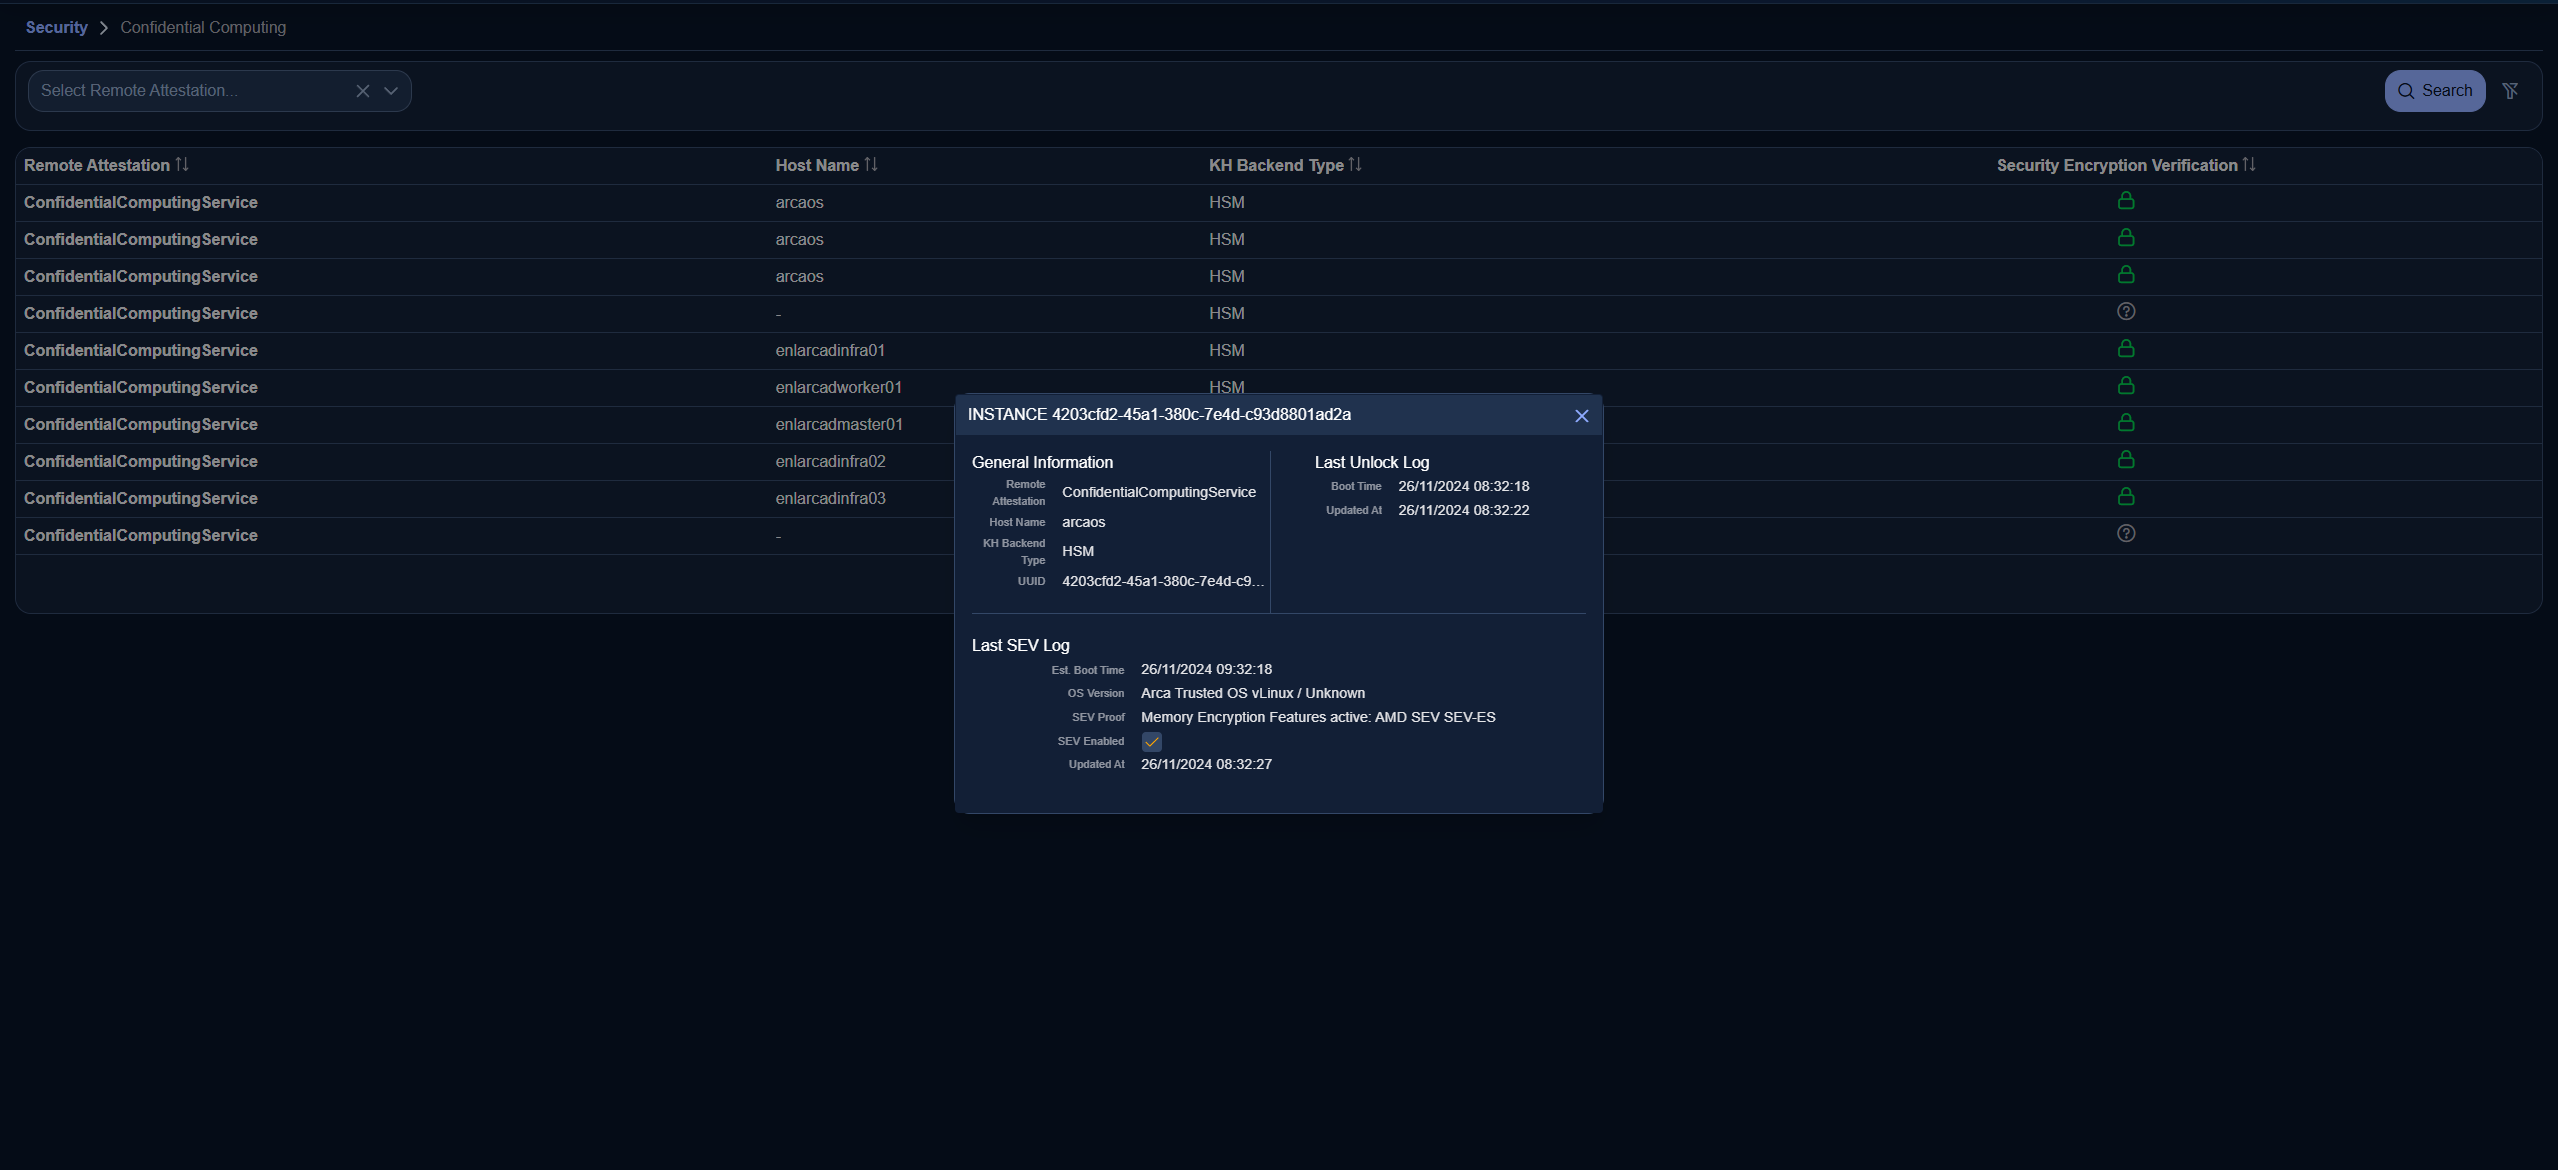 Security > Confidential Computing
Select Remote Attestation...
Search
Remote Attestation Host Name KH Backend Type Security Encryption Verification
ConfidentialComputingService arcaos HSM
ConfidentialComputingService arcaos HSM
ConfidentialComputingService arcaos HSM
ConfidentialComputingService - HSM
ConfidentialComputingService enlarcadinfra01 HSM
ConfidentialComputingService enlarcadworker01 HSM
ConfidentialComputingService enlarcadmaster01
ConfidentialComputingService enlarcadinfra02
ConfidentialComputingService enlarcadinfra03
ConfidentialComputingService -
INSTANCE 4203cfd2-45a1-380c-7e4d-c93d8801ad2a
General Information
Remote Attestation ConfidentialComputingService
Host Name arcaos
KH Backend Type HSM
UUID 4203cfd2-45a1-380c-7e4d-c9...
Last Unlock Log
Boot Time 26/11/2024 08:32:18
Updated At 26/11/2024 08:32:22
Last SEV Log
Est. Boot Time 26/11/2024 09:32:18
OS Version Arca Trusted OS vLinux / Unknown
SEV Proof Memory Encryption Features active: AMD SEV SEV-ES
SEV Enabled
Updated At 26/11/2024 08:32:27